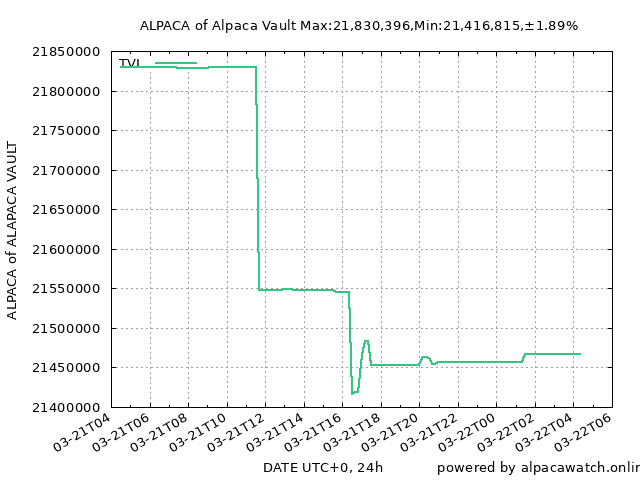 ALPACA of Alpaca Vault Max:21,830,396,Min:21,416,815,±1.89%
TVL
21850000
21800000
21750000
21700000
21650000
21600000
21550000
21500000
21450000
21400000
ALPACA of ALAPACA VAULT
03-21T04
03-21T06
03-21T08
03-21T10
03-21T12
03-21T14
03-21T16
03-21T18
03-21T20
03-21T22
03-22T00
03-22T02
03-22T04
03-22T06
DATE UTC+0, 24h
powered by alpacawatch.onlin